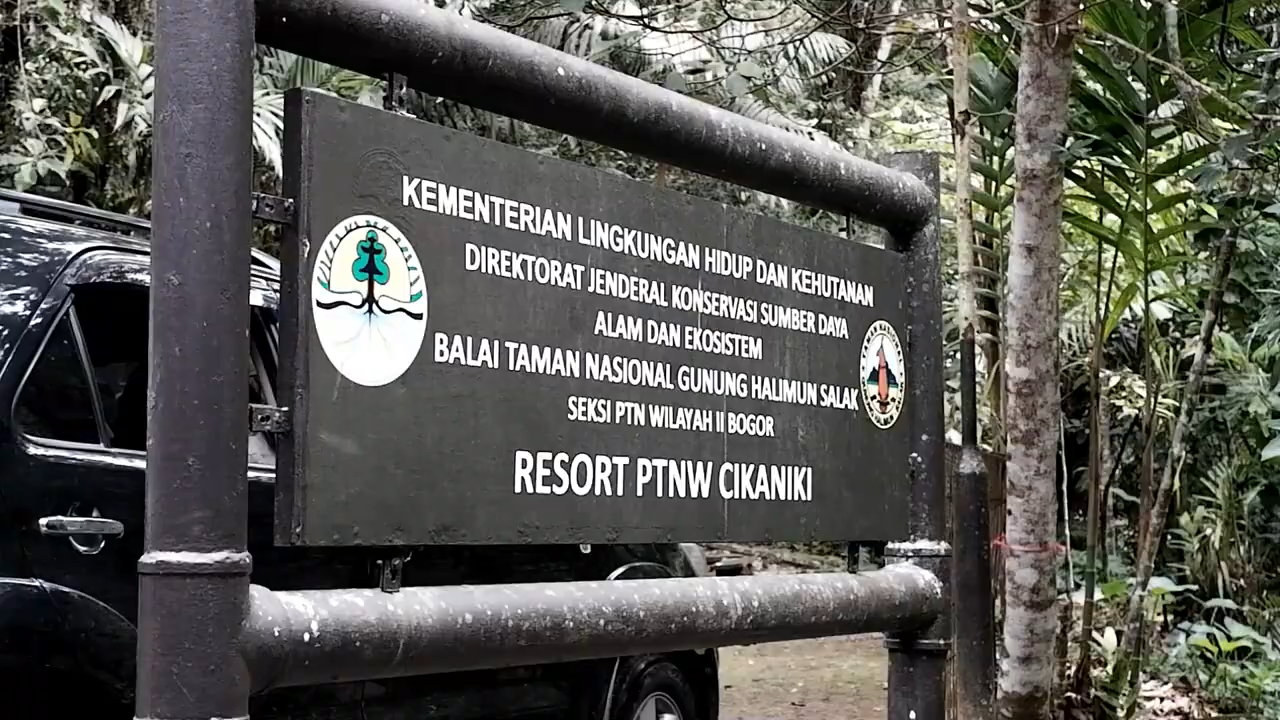 KEMENTERIAN LINGKUNGAN HIDUP DAN KEHUTANAN
DIREKTORAT JENDERAL KONSERVASI SUMBER DAYA
ALAM DAN EKOSISTEM
BALAI TAMAN NASIONAL GUNUNG HALIMUN SALAK
SEKSI PTN WILAYAH II BOGOR
RESORT PTNW CIKANIKI